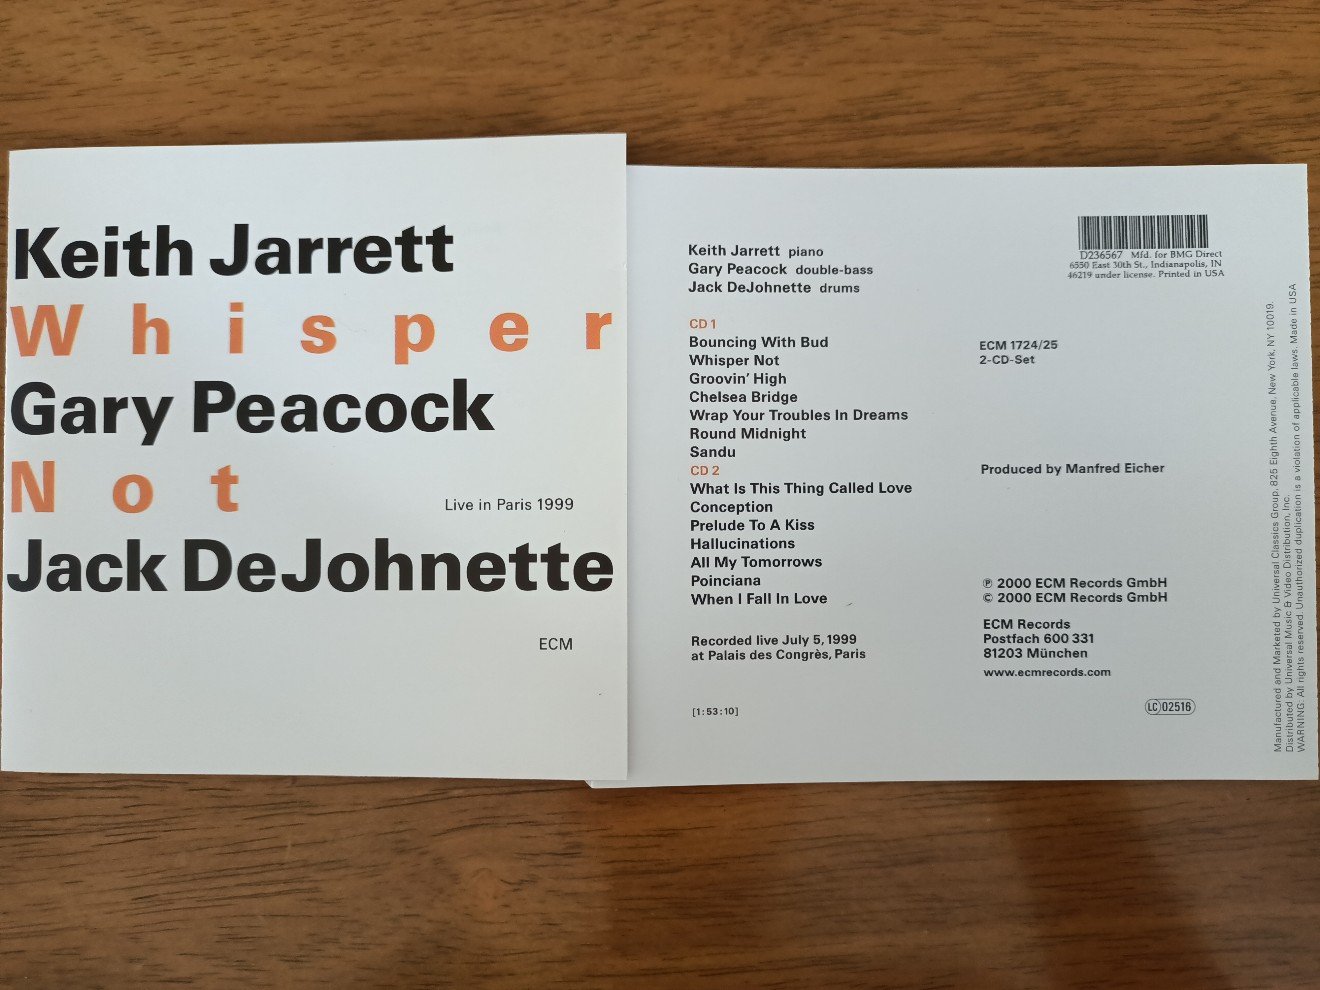 Keith Jarrett
Whisper
Gary Peacock
Not
Live in Paris 1999
Jack DeJohnette
ECM
Keith Jarrett piano
Gary Peacock double-bass
Jack DeJohnette drums
CD 1
Bouncing With Bud
Whisper Not
Groovin' High
Chelsea Bridge
Wrap Your Troubles In Dreams
Round Midnight
Sandu
CD 2
What Is This Thing Called Love
Conception
Prelude To A Kiss
Hallucinations
All My Tomorrows
Poinciana
When I Fall In Love
Recorded live July 5, 1999
at Palais des Congrès, Paris
[1:53:10]
D236567 Mfd. for BMG Direct
6550 East 30th St., Indianapolis, IN
46219 under license. Printed in USA
ECM 1724/25
2-CD-Set
Produced by Manfred Eicher
℗ 2000 ECM Records GmbH
© 2000 ECM Records GmbH
ECM Records
Postfach 600 331
81203 München
www.ecmrecords.com
LC 02516
Manufactured and Marketed by Universal Classics Group, 825 Eighth Avenue, New York, NY 10019.
Distributed by Universal Music & Video Distribution, Inc.
WARNING: All rights reserved. Unauthorized duplication is a violation of applicable laws. Made in USA